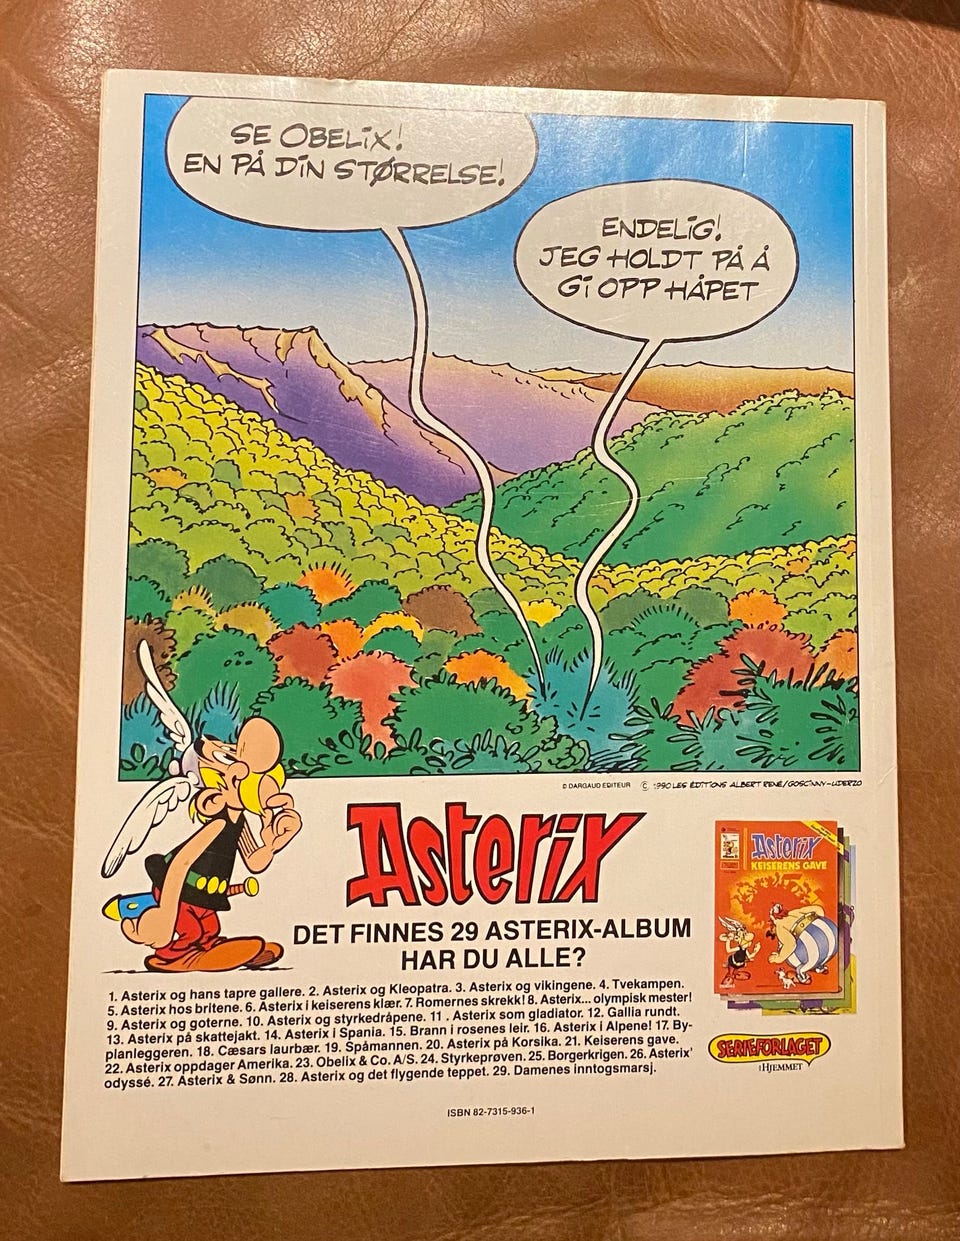 SE OBELIX!
EN PÅ DIN STØRRELSE!
ENDELIG!
JEG HOLDT PÅ Å
GI OPP HÅPET
© DARGAUD EDITEUR © 1990 LES ÉDITIONS ALBERT RENÉ/GOSCINNY-UDERZO
Asterix
DET FINNES 29 ASTERIX-ALBUM
HAR DU ALLE?
Asterix
KEISERENS GAVE
1. Asterix og hans tapre gallere. 2. Asterix og Kleopatra. 3. Asterix og vikingene. 4. Tvekampen.
5. Asterix hos britene. 6. Asterix i keiserens klær. 7. Romernes skrekk! 8. Asterix... olympisk mester!
9. Asterix og goterne. 10. Asterix og styrkedråpene. 11 . Asterix som gladiator. 12. Gallia rundt.
13. Asterix på skattejakt. 14. Asterix i Spania. 15. Brann i rosenes leir. 16. Asterix i Alpene! 17. By-
planleggeren. 18. Cæsars laurbær. 19. Spåmannen. 20. Asterix på Korsika. 21. Keiserens gave.
22. Asterix oppdager Amerika. 23. Obelix & Co. A/S. 24. Styrkeprøven. 25. Borgerkrigen. 26. Asterix'
odyssé. 27. Asterix & Sønn. 28. Asterix og det flygende teppet. 29. Damenes inntogsmarsj.
SERIEFORLAGET
HJEMMET
ISBN 82-7315-936-1